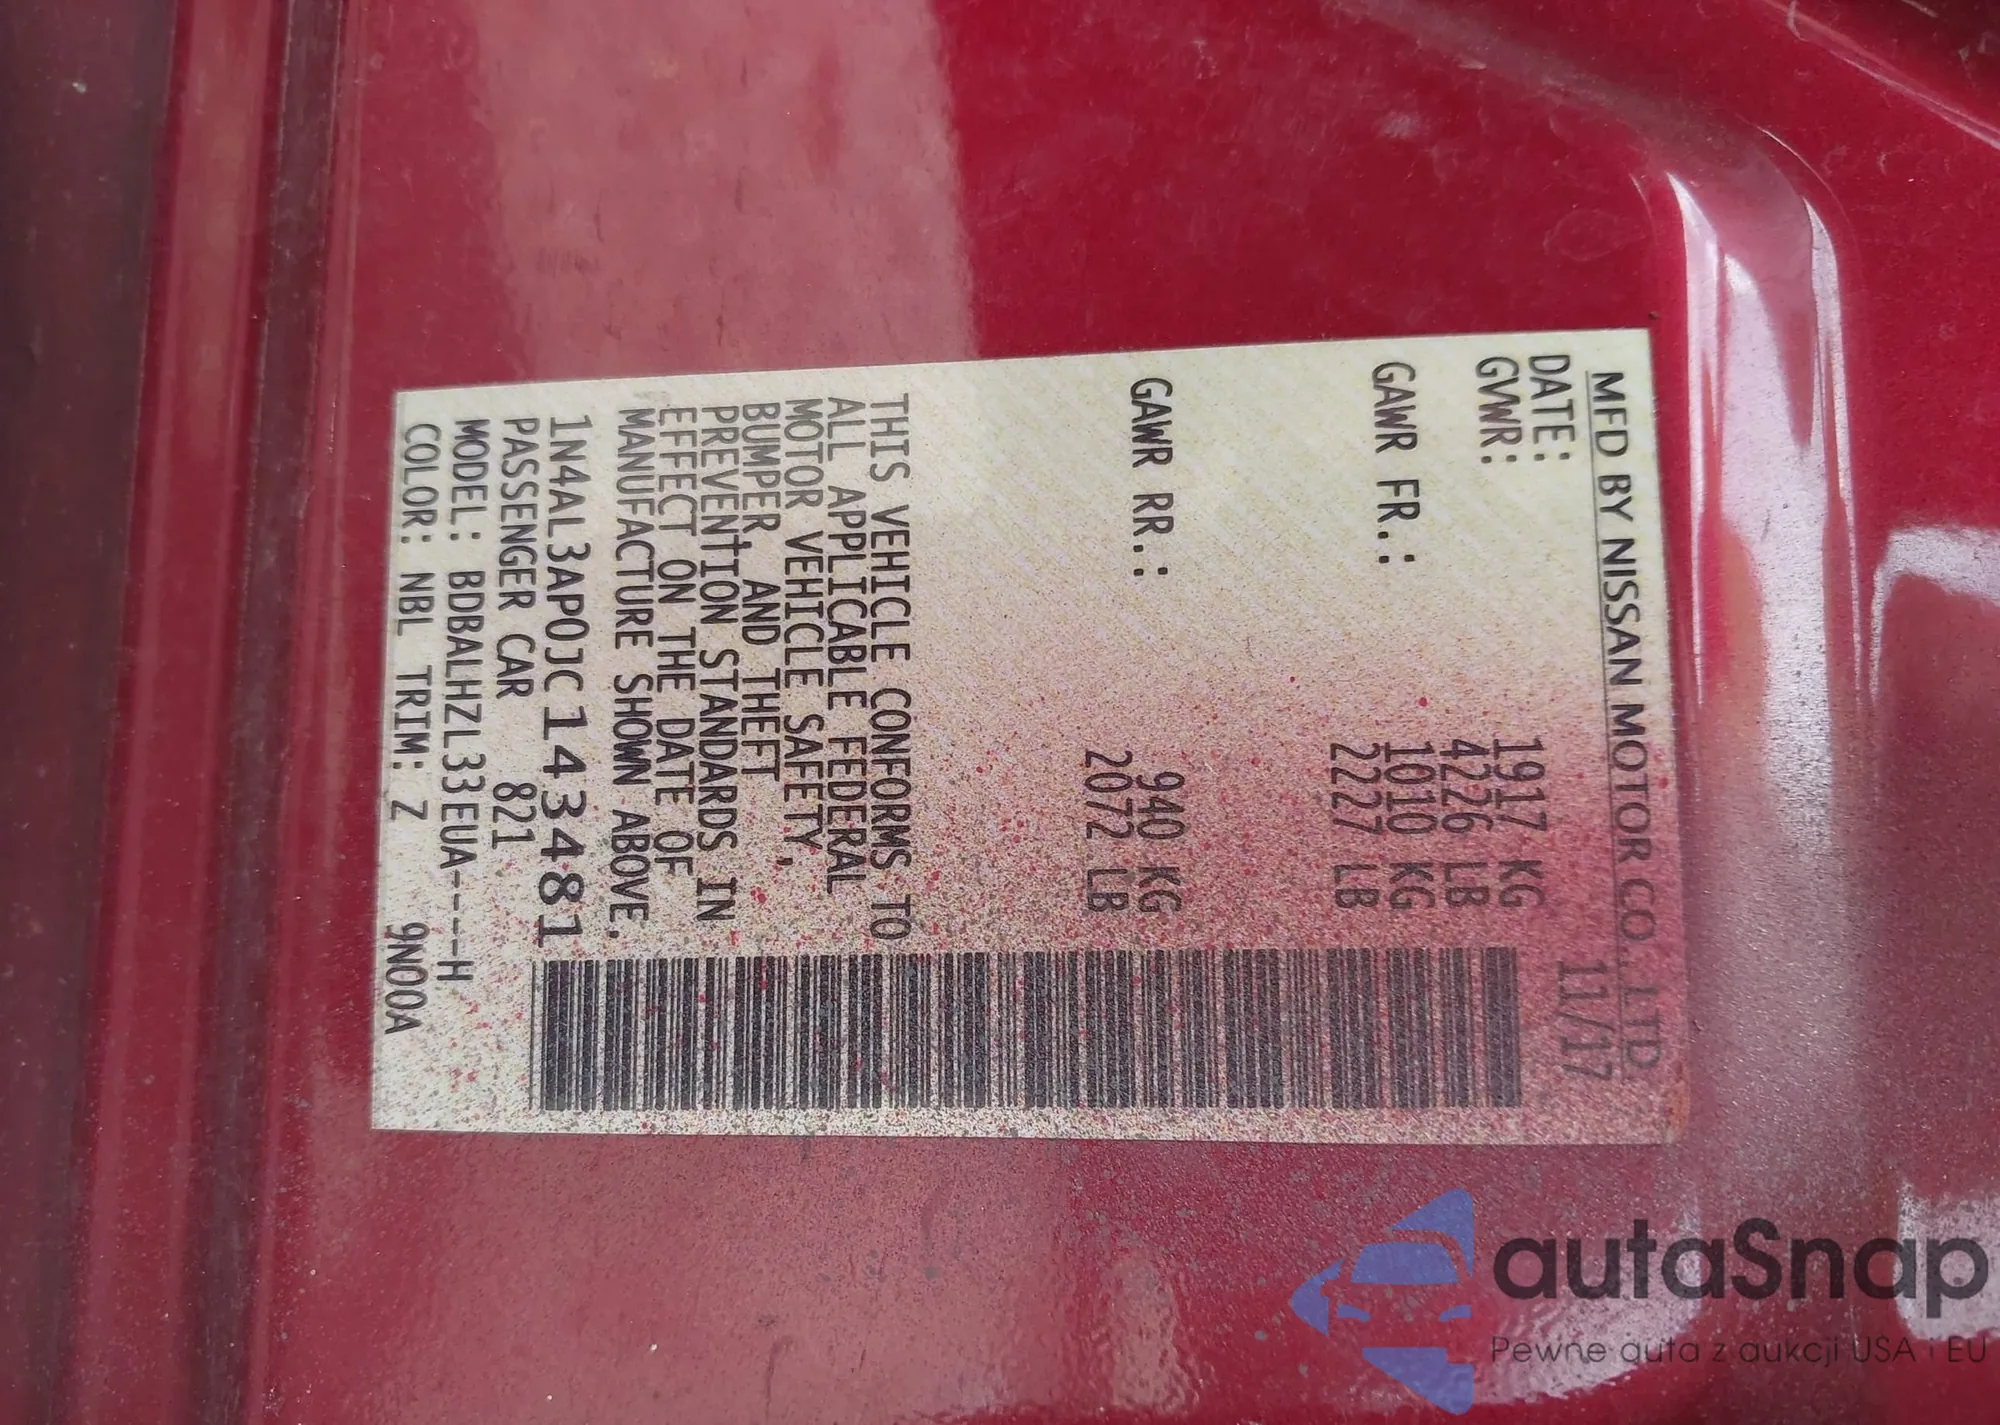 MFD BY NISSAN MOTOR CO.,LTD
DATE: 11/17
GVWR: 1917 KG
4226 LB
GAWR FR.: 1010 KG
2227 LB
GAWR RR.: 940 KG
2072 LB
THIS VEHICLE CONFORMS TO
ALL APPLICABLE FEDERAL
MOTOR VEHICLE SAFETY,
BUMPER, AND THEFT
PREVENTION STANDARDS IN
EFFECT ON THE DATE OF
MANUFACTURE SHOWN ABOVE.
1N4AL3AP0JC143481
PASSENGER CAR 821
MODEL: BDBALHZL33EUA----H
COLOR: NBL TRIM: Z 9N00A
autaSnap
Pewne auta z aukcji USA i EU